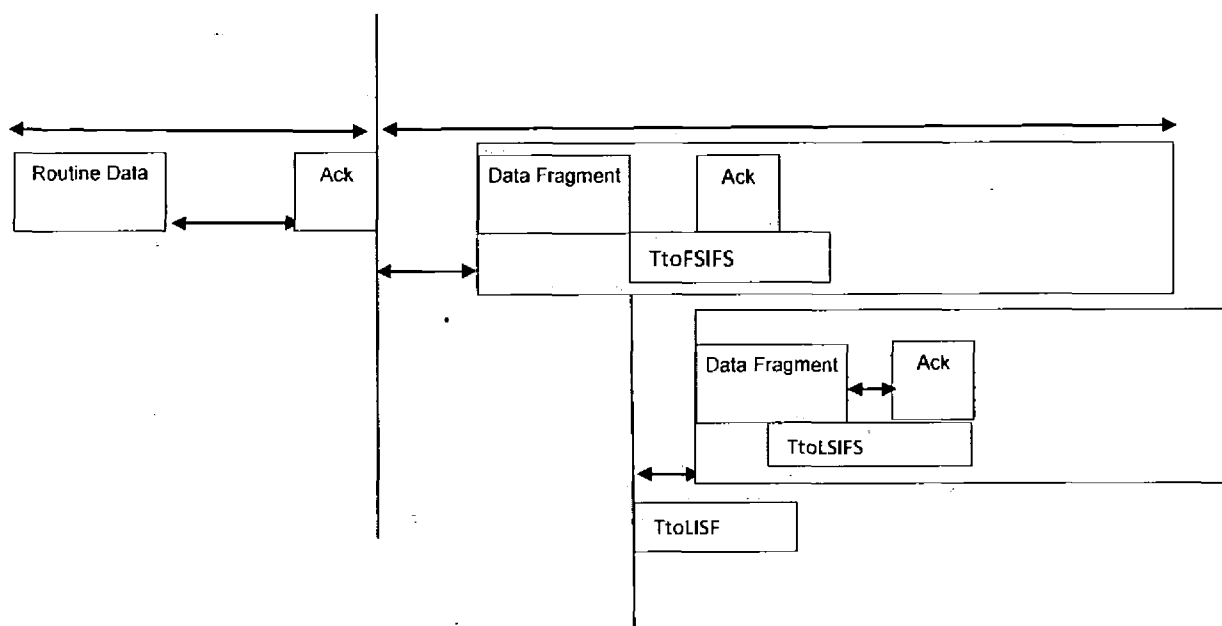 Routine Data
Ack
Data Fragment
Ack
TtoFSIFS
Data Fragment
Ack
TtoLSIFS
TtoLISF